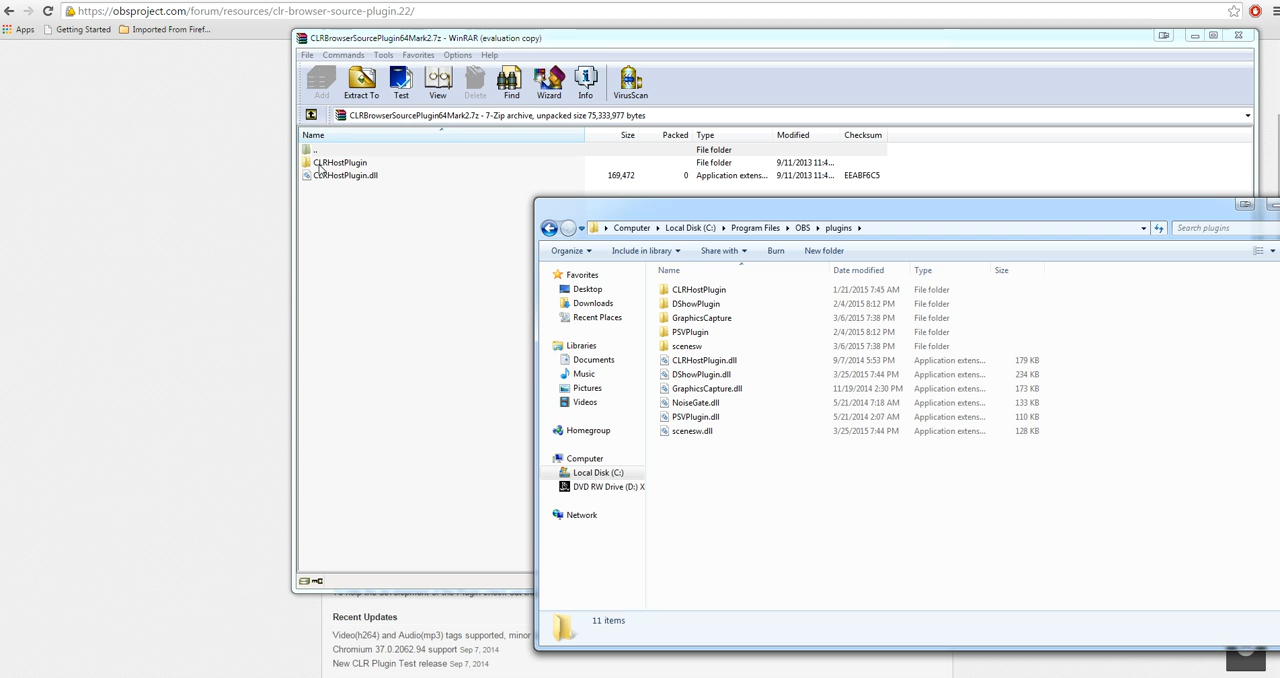 https://obsproject.com/forum/resources/clr-browser-source-plugin.22/
Apps Getting Started Imported From Firef...
CLRBrowserSourcePlugin64Mark2.7z - WinRAR (evaluation copy)
File Commands Tools Favorites Options Help
Add Extract To Test View Delete Find Wizard Info VirusScan
CLRBrowserSourcePlugin64Mark2.7z - 7-Zip archive, unpacked size 75,333,977 bytes
Name Size Packed Type Modified Checksum
.. File folder
CLRHostPlugin File folder 9/11/2013 11:4...
CLRHostPlugin.dll 169,472 0 Application extens... 9/11/2013 11:4... EEABF6C5
Computer Local Disk (C:) Program Files OBS plugins Search plugins
Organize Include in library Share with Burn New folder
Favorites
Desktop
Downloads
Recent Places
Libraries
Documents
Music
Pictures
Videos
Homegroup
Computer
Local Disk (C:)
DVD RW Drive (D:) X
Network
Name Date modified Type Size
CLRHostPlugin 1/21/2015 7:45 AM File folder
DShowPlugin 2/4/2015 8:12 PM File folder
GraphicsCapture 3/6/2015 7:38 PM File folder
PSVPlugin 2/4/2015 8:12 PM File folder
scenesw 3/6/2015 7:38 PM File folder
CLRHostPlugin.dll 9/7/2014 5:53 PM Application extens... 179 KB
DShowPlugin.dll 3/25/2015 7:44 PM Application extens... 234 KB
GraphicsCapture.dll 11/19/2014 2:30 PM Application extens... 173 KB
NoiseGate.dll 5/21/2014 7:18 AM Application extens... 133 KB
PSVPlugin.dll 5/21/2014 2:07 AM Application extens... 110 KB
scenesw.dll 3/25/2015 7:44 PM Application extens... 128 KB
11 items
Recent Updates
Video(h264) and Audio(mp3) tags supported, minor
Chromium 37.0.2062.94 support Sep 7, 2014
New CLR Plugin Test release Sep 7, 2014